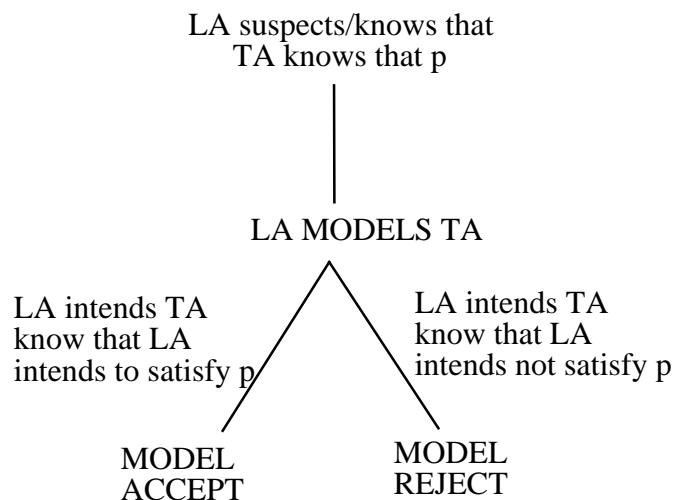 LA suspects/knows that
TA knows that p
LA MODELS TA
LA intends TA
know that LA
intends to satisfy p
LA intends TA
know that LA
intends not satisfy p
MODEL
ACCEPT
MODEL
REJECT